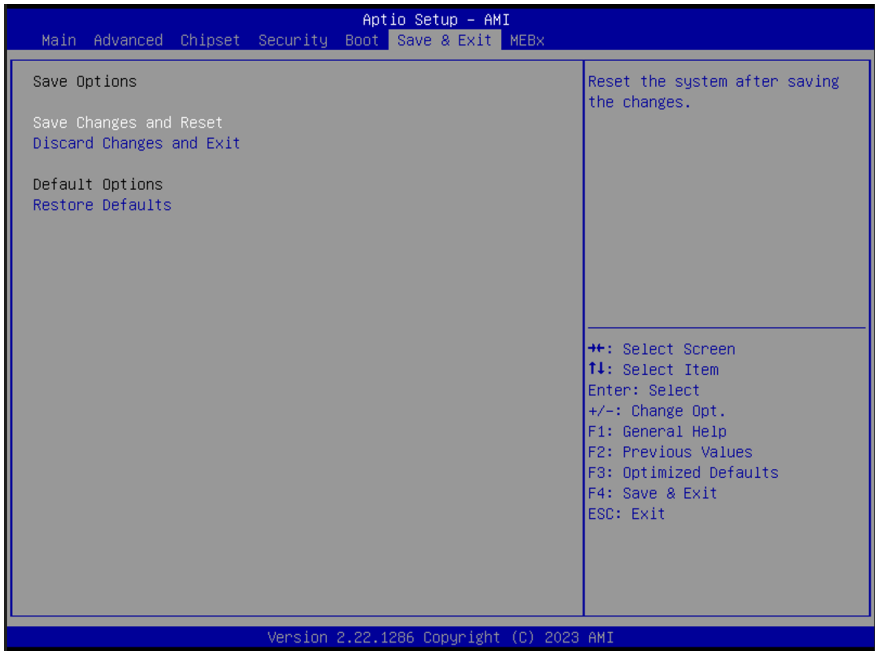 Aptio Setup – AMI
Main Advanced Chipset Security Boot Save & Exit MEBx
Save Options
Save Changes and Reset
Discard Changes and Exit
Default Options
Restore Defaults
Reset the system after saving
the changes.
→←: Select Screen
↑↓: Select Item
Enter: Select
+/-: Change Opt.
F1: General Help
F2: Previous Values
F3: Optimized Defaults
F4: Save & Exit
ESC: Exit
Version 2.22.1286 Copyright (C) 2023 AMI